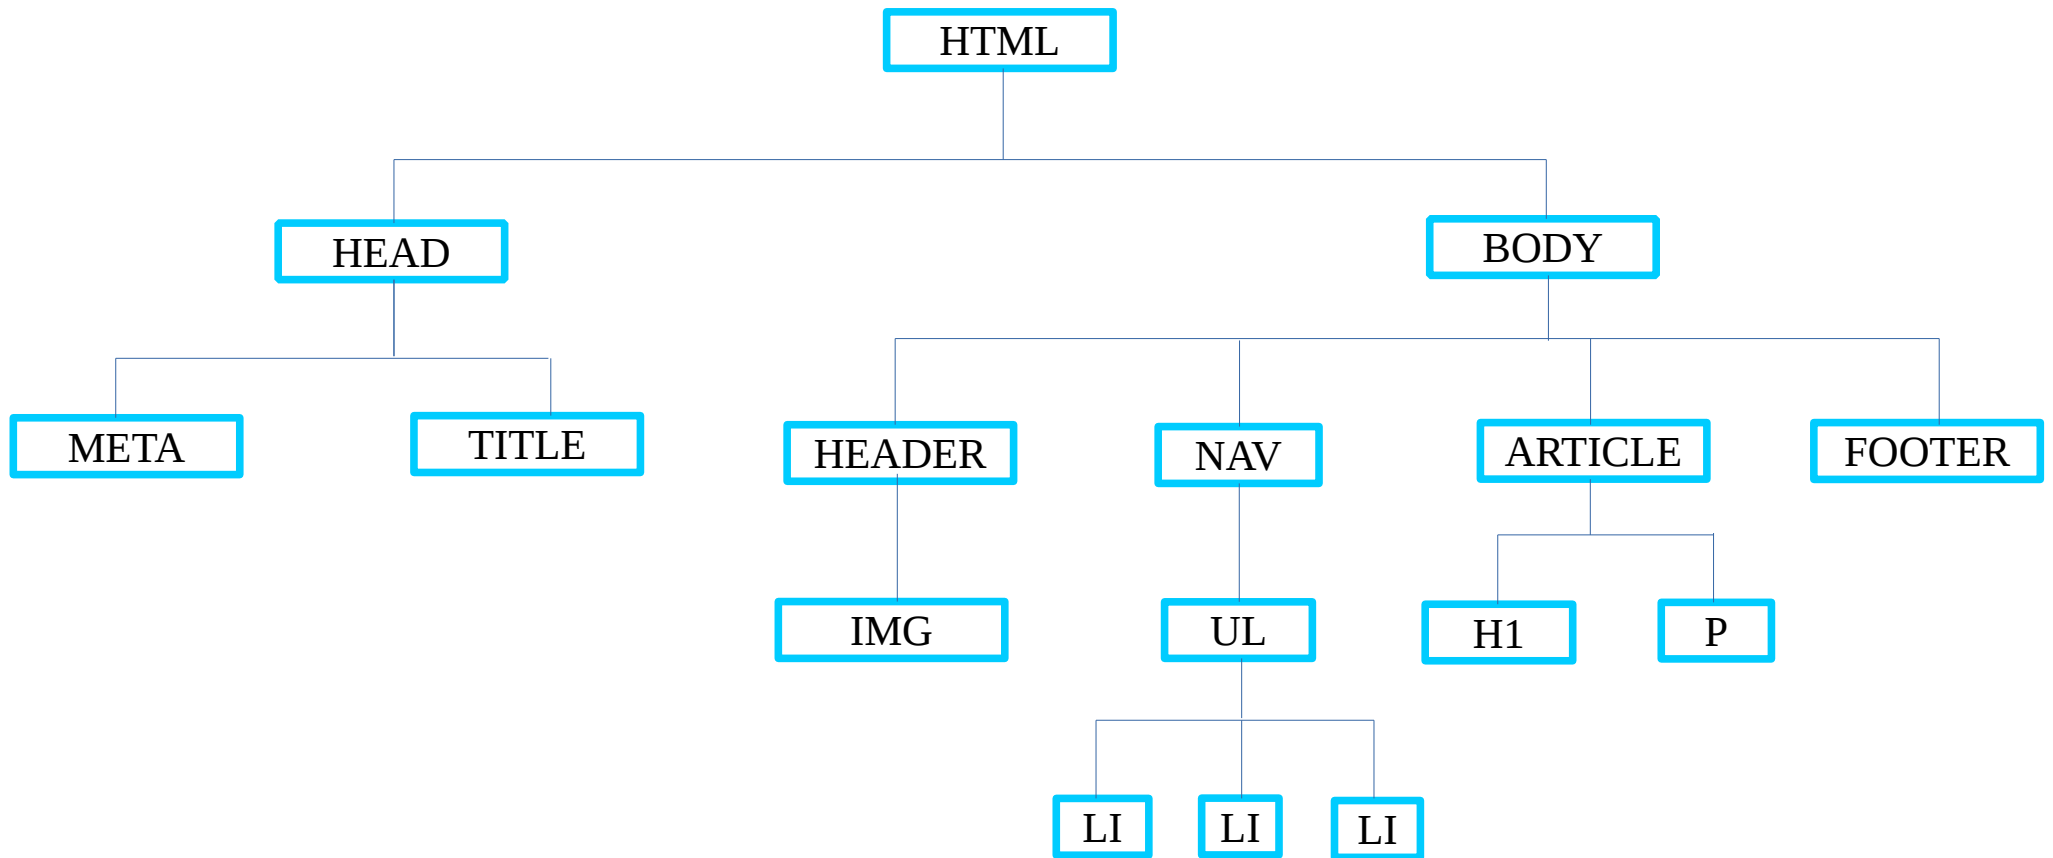 HTML
HEAD
BODY
META
TITLE
HEADER
NAV
ARTICLE
FOOTER
IMG
UL
H1
P
LI
LI
LI